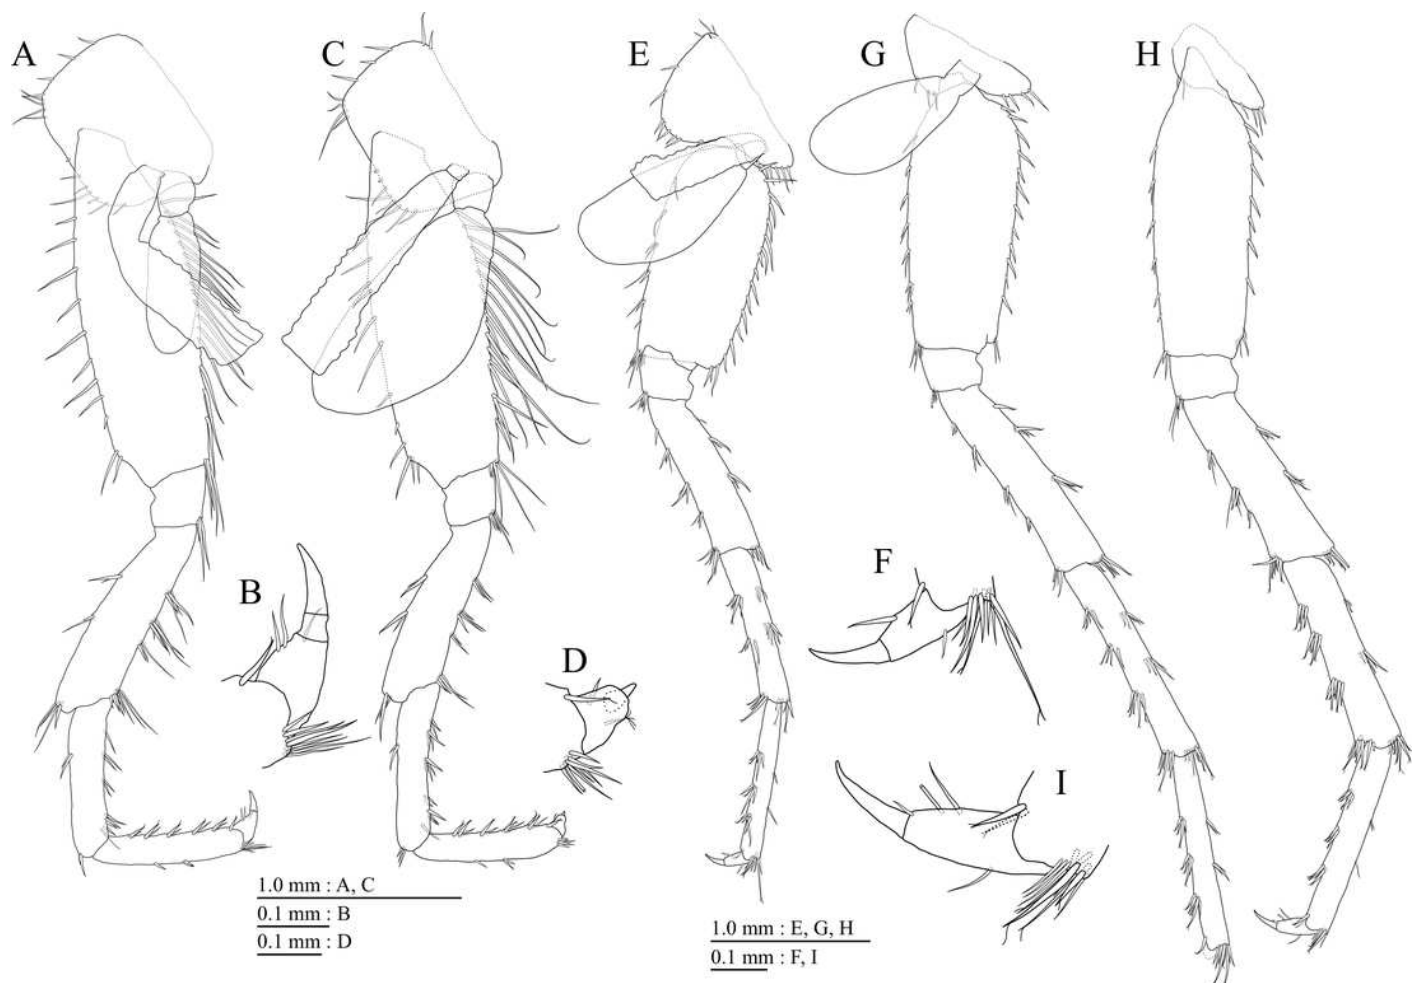 A
C
E
G
H
B
F
D
I
1.0 mm : A, C
0.1 mm : B
0.1 mm : D
1.0 mm : E, G, H
0.1 mm : F, I